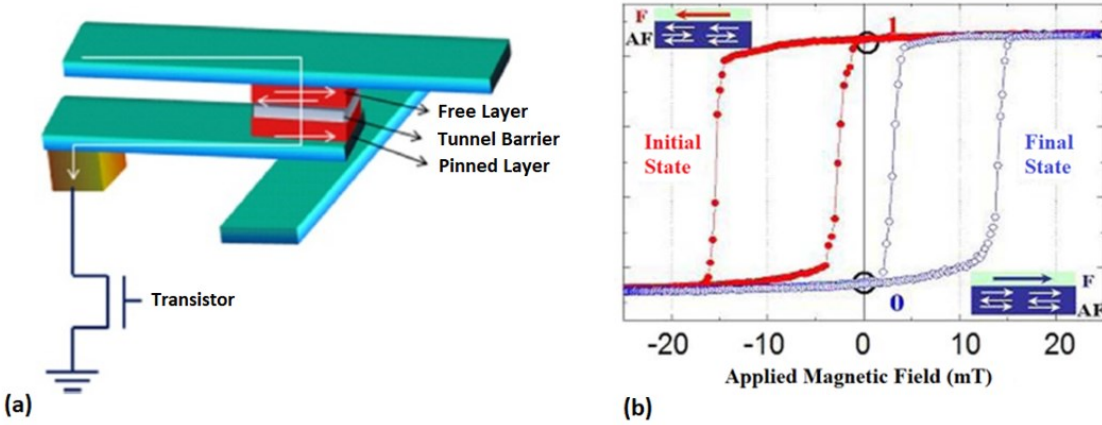 Free Layer
Tunnel Barrier
Pinned Layer
Transistor
(a)
F
AF
1
Initial
State
Final
State
0
F
AF
-20
-10
0
10
20
Applied Magnetic Field (mT)
(b)